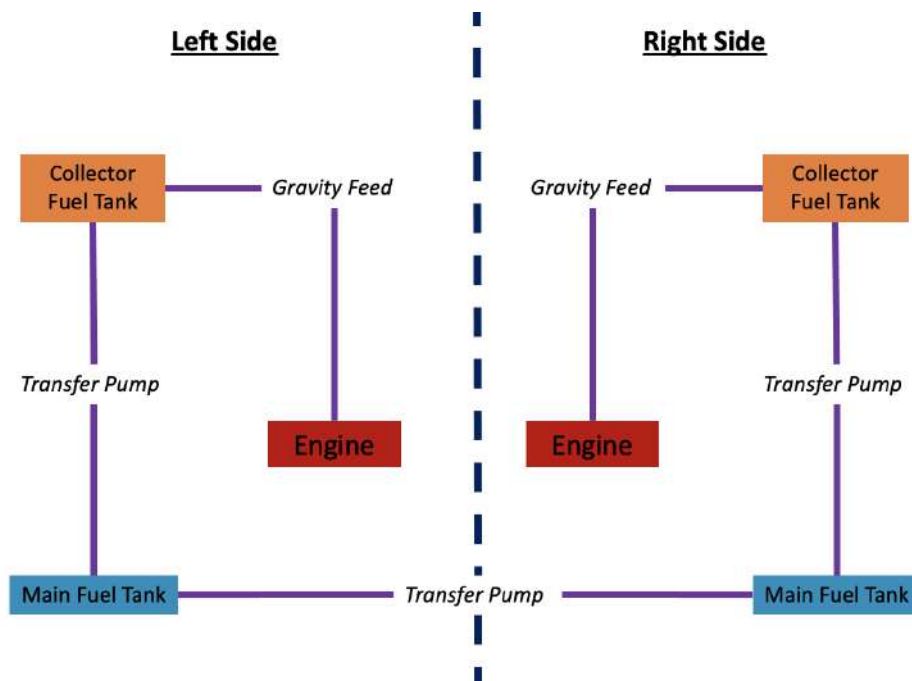 Left Side
Right Side
Collector
Fuel Tank
Gravity Feed
Gravity Feed
Collector
Fuel Tank
Transfer Pump
Transfer Pump
Engine
Engine
Main Fuel Tank
Transfer Pump
Main Fuel Tank